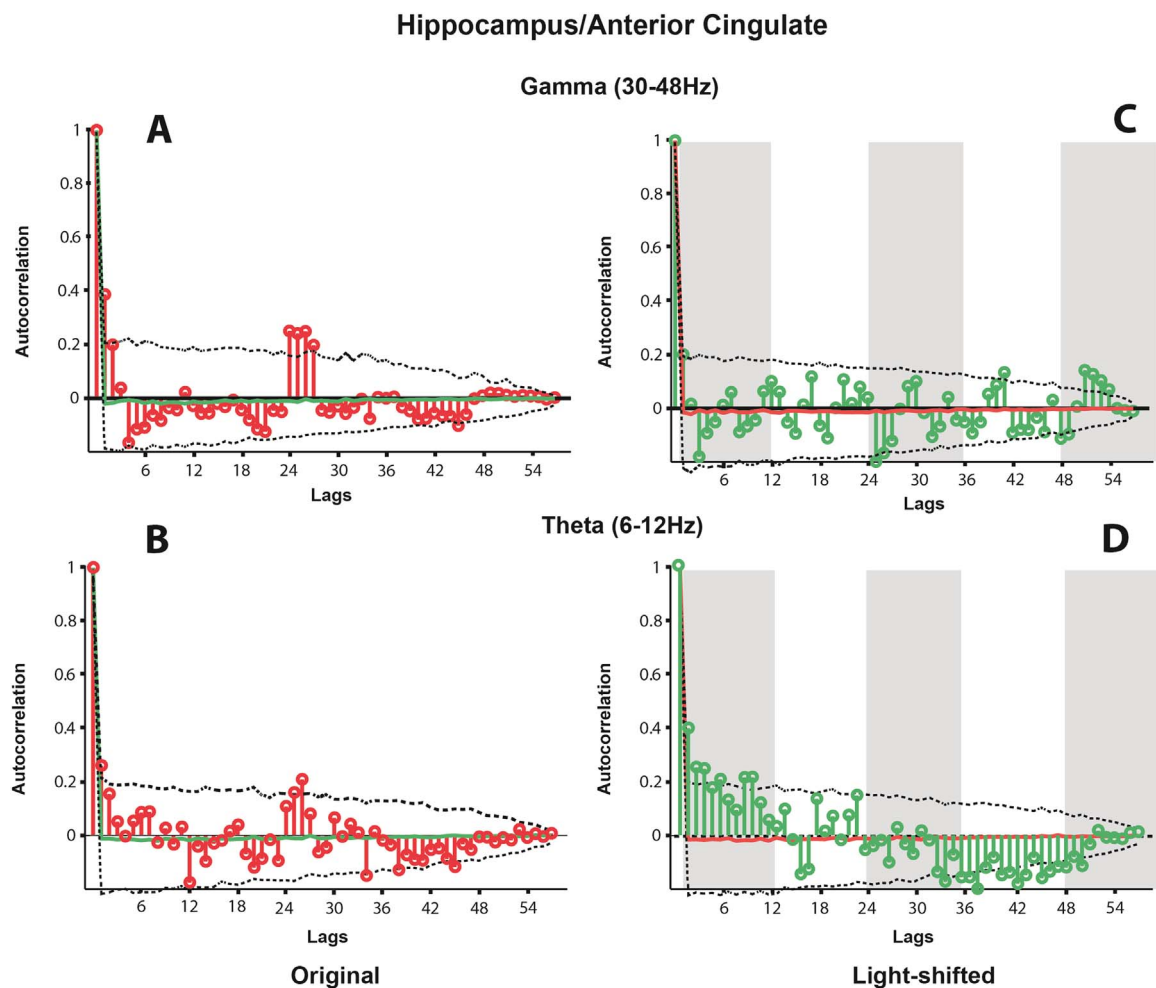 Hippocampus/Anterior Cingulate
Gamma (30-48Hz)
A
1
0.8
0.6
0.4
0.2
0
Autocorrelation
6 12 18 24 30 36 42 48 54
Lags
C
1
0.8
0.6
0.4
0.2
0
Autocorrelation
6 12 18 24 30 36 42 48 54
Lags
Theta (6-12Hz)
B
1
0.8
0.6
0.4
0.2
0
Autocorrelation
6 12 18 24 30 36 42 48 54
Lags
Original
D
1
0.8
0.6
0.4
0.2
0
Autocorrelation
6 12 18 24 30 36 42 48 54
Lags
Light-shifted